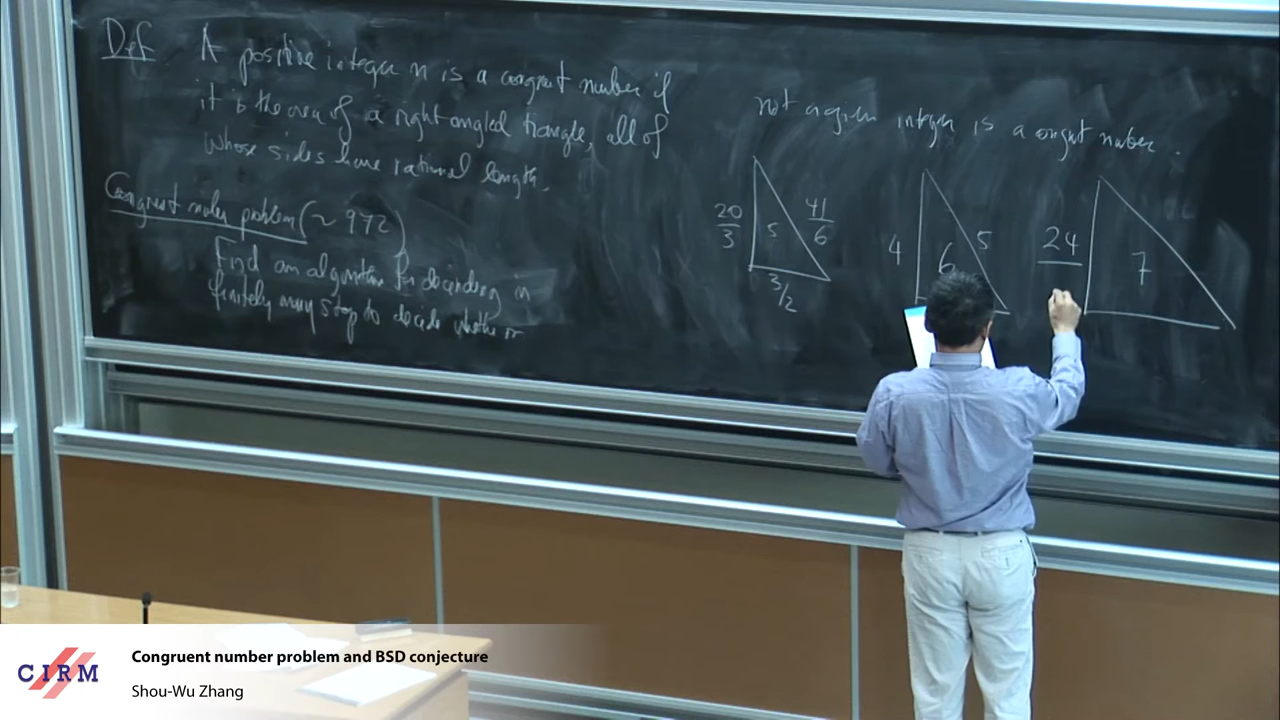 Def A positive integer n is a congruent number if
it is the area of a right angled triangle, all of
whose sides have rational length.
Congruent number problem (~ 972)
Find an algorithm for deciding in
finitely many step to decide whether or
not a given integer is a congruent number.
20/3 5 41/6
3/2
4 6 5
24 7
CIRM
Congruent number problem and BSD conjecture
Shou-Wu Zhang